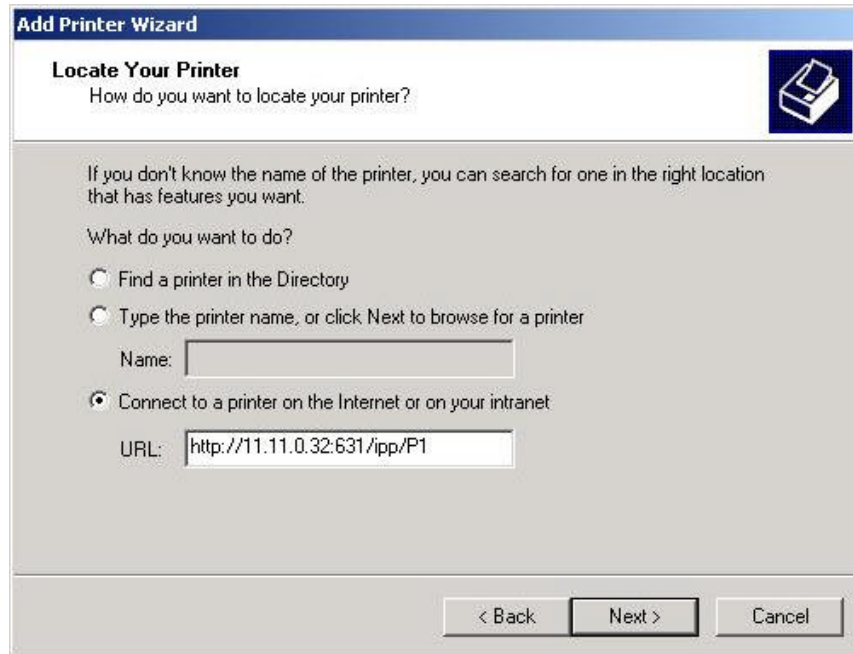 Add Printer Wizard
Locate Your Printer
How do you want to locate your printer?
If you don't know the name of the printer, you can search for one in the right location
that has features you want.
What do you want to do?
Find a printer in the Directory
Type the printer name, or click Next to browse for a printer
Name:
Connect to a printer on the Internet or on your intranet
URL: http://11.11.0.32:631/ipp/P1
< Back Next > Cancel